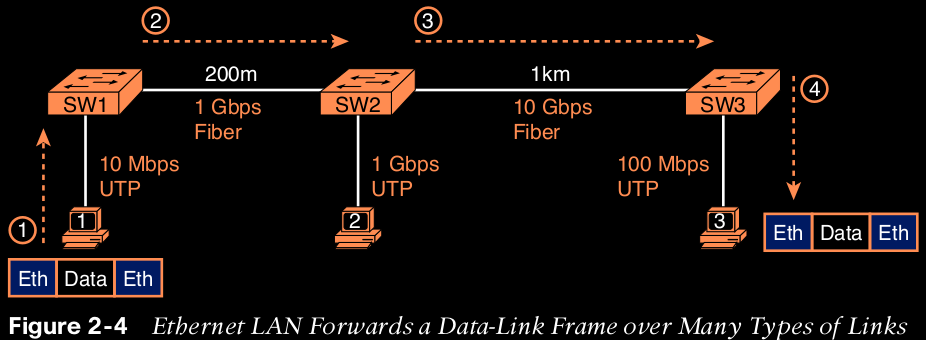 2
3
200m
1km
SW1
SW2
SW3
4
1 Gbps
Fiber
10 Gbps
Fiber
10 Mbps
UTP
1 Gbps
UTP
100 Mbps
UTP
1
1
2
3
Eth Data Eth
Eth Data Eth
Figure 2-4 Ethernet LAN Forwards a Data-Link Frame over Many Types of Links